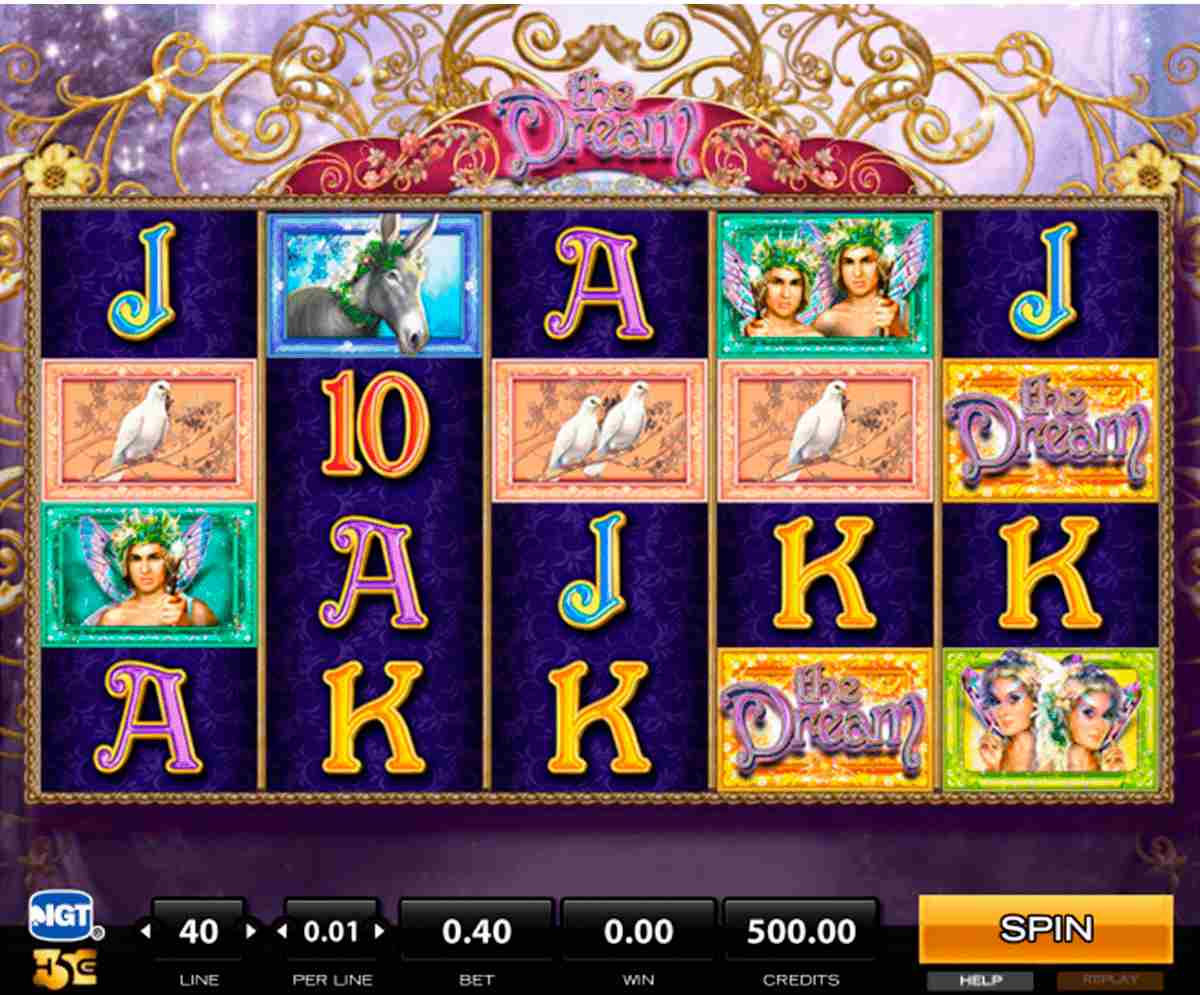 the
Dream
J
A
J
10
the
Dream
A
J
K
K
A
K
K
the
Dream
IGT®
H5G
40
0.01
0.40
0.00
500.00
SPIN
LINE
PER LINE
BET
WIN
CREDITS
HELP
REPLAY